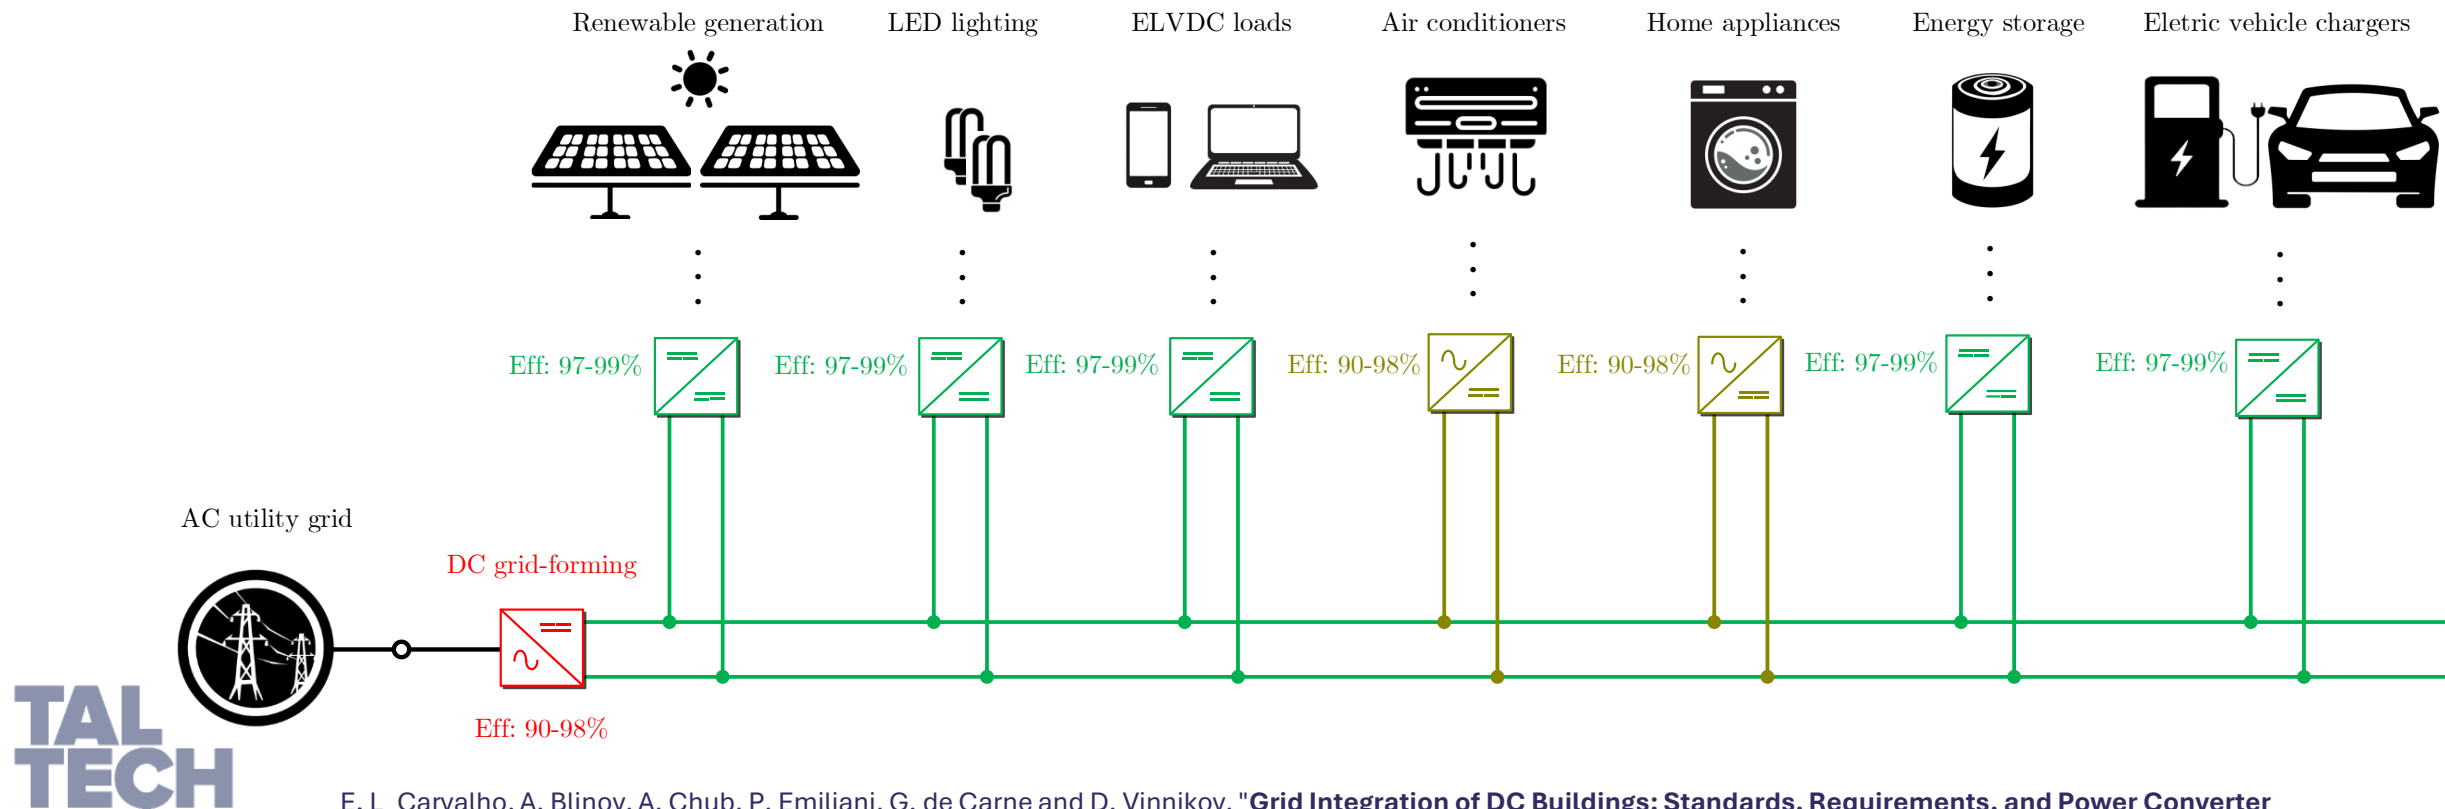 Renewable generation
LED lighting
ELVDC loads
Air conditioners
Home appliances
Energy storage
Eletric vehicle chargers
Eff: 97-99%
Eff: 97-99%
Eff: 97-99%
Eff: 90-98%
Eff: 90-98%
Eff: 97-99%
Eff: 97-99%
AC utility grid
DC grid-forming
Eff: 90-98%
TAL
TECH
E. L Carvalho, A. Blinov, A. Chub, P. Emiliani, G. de Carne and D. Vinnikov, "Grid Integration of DC Buildings: Standards, Requirements, and Power Converter